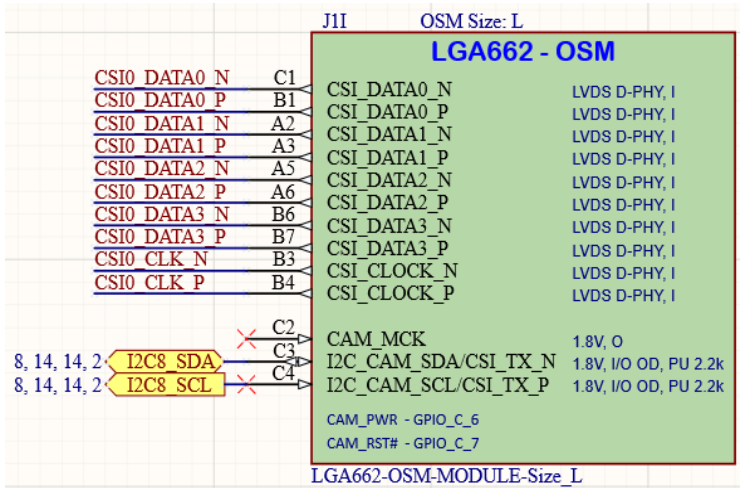 J1I OSM Size: L
LGA662 - OSM
CSI0_DATA0_N C1 CSI_DATA0_N LVDS D-PHY, I
CSI0_DATA0_P B1 CSI_DATA0_P LVDS D-PHY, I
CSI0_DATA1_N A2 CSI_DATA1_N LVDS D-PHY, I
CSI0_DATA1_P A3 CSI_DATA1_P LVDS D-PHY, I
CSI0_DATA2_N A5 CSI_DATA2_N LVDS D-PHY, I
CSI0_DATA2_P A6 CSI_DATA2_P LVDS D-PHY, I
CSI0_DATA3_N B6 CSI_DATA3_N LVDS D-PHY, I
CSI0_DATA3_P B7 CSI_DATA3_P LVDS D-PHY, I
CSI0_CLK_N B3 CSI_CLOCK_N LVDS D-PHY, I
CSI0_CLK_P B4 CSI_CLOCK_P LVDS D-PHY, I
C2 CAM_MCK 1.8V, O
8, 14, 14, 2 I2C8_SDA C3 I2C_CAM_SDA/CSI_TX_N 1.8V, I/O OD, PU 2.2k
8, 14, 14, 2 I2C8_SCL C4 I2C_CAM_SCL/CSI_TX_P 1.8V, I/O OD, PU 2.2k
CAM_PWR - GPIO_C_6
CAM_RST# - GPIO_C_7
LGA662-OSM-MODULE-Size_L